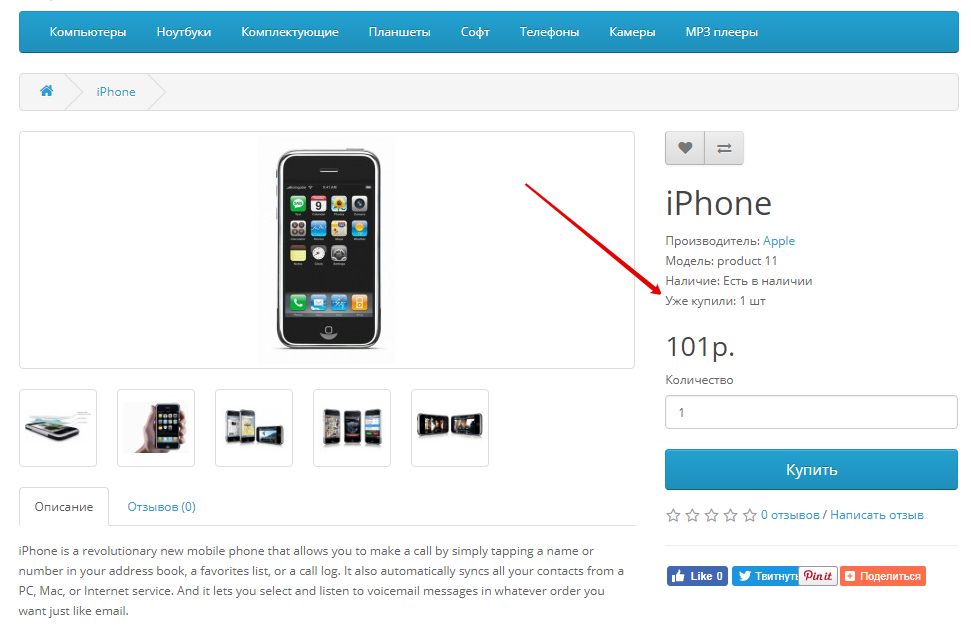 Компьютеры Ноутбуки Комплектующие Планшеты Софт Телефоны Камеры MP3 плееры
iPhone
iPhone
Производитель: Apple
Модель: product 11
Наличие: Есть в наличии
Уже купили: 1 шт
101р.
Количество
1
Купить
0 отзывов / Написать отзыв
Like 0 Твитнуть Pin it Поделиться
Описание Отзывов (0)
iPhone is a revolutionary new mobile phone that allows you to make a call by simply tapping a name or
number in your address book, a favorites list, or a call log. It also automatically syncs all your contacts from a
PC, Mac, or Internet service. And it lets you select and listen to voicemail messages in whatever order you
want just like email.